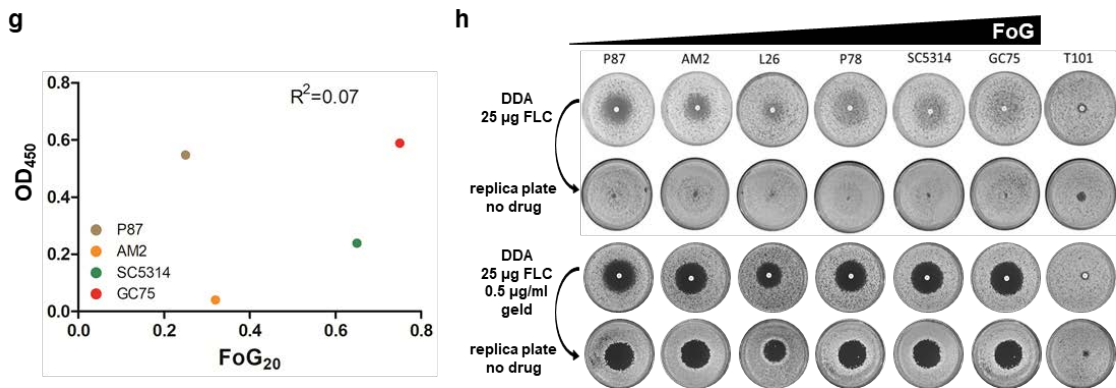 g
0.8
0.6
0.4
0.2
0.0
OD450
R2=0.07
P87
AM2
SC5314
GC75
0.0
0.2
0.4
0.6
0.8
FoG20
h
FoG
P87
AM2
L26
P78
SC5314
GC75
T101
DDA
25 µg FLC
replica plate
no drug
DDA
25 µg FLC
0.5 µg/ml
geld
replica plate
no drug